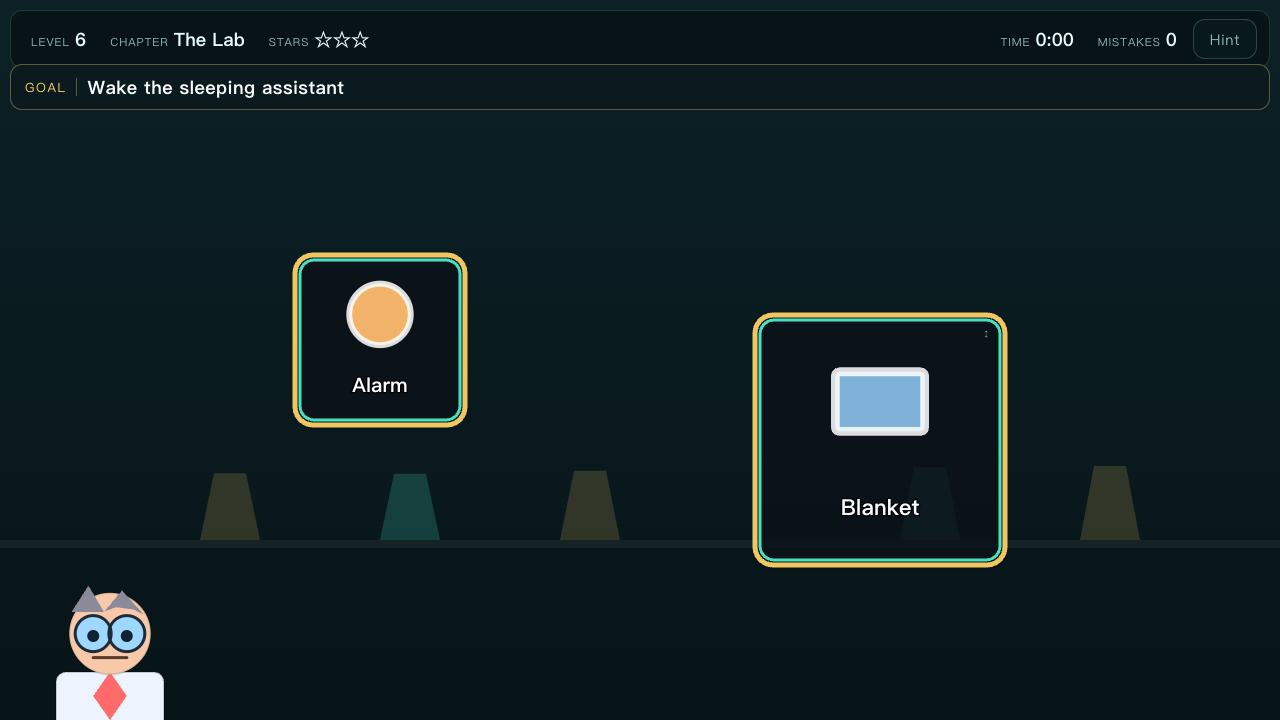 LEVEL 6 CHAPTER The Lab STARS ☆☆☆ TIME 0:00 MISTAKES 0 Hint
GOAL Wake the sleeping assistant
Alarm
Blanket